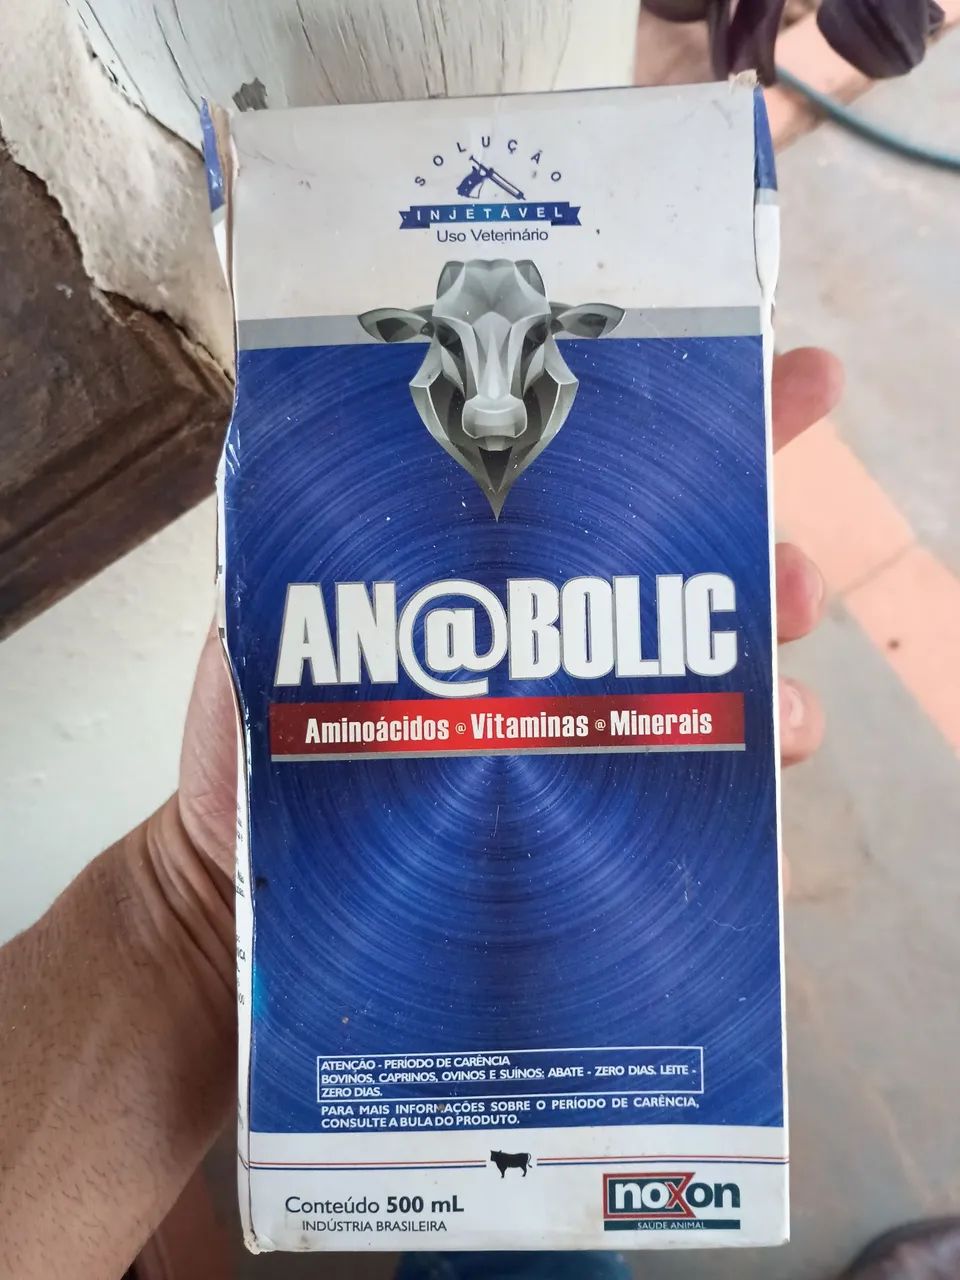 SOLUÇÃO
INJETÁVEL
Uso Veterinário
AN@BOLIC
Aminoácidos @ Vitaminas @ Minerais
ATENÇÃO - PERÍODO DE CARÊNCIA
BOVINOS, CAPRINOS, OVINOS E SUÍNOS: ABATE - ZERO DIAS. LEITE -
ZERO DIAS.
PARA MAIS INFORMAÇÕES SOBRE O PERÍODO DE CARÊNCIA,
CONSULTE A BULA DO PRODUTO.
Conteúdo 500 mL
INDÚSTRIA BRASILEIRA
noxon
SAÚDE ANIMAL